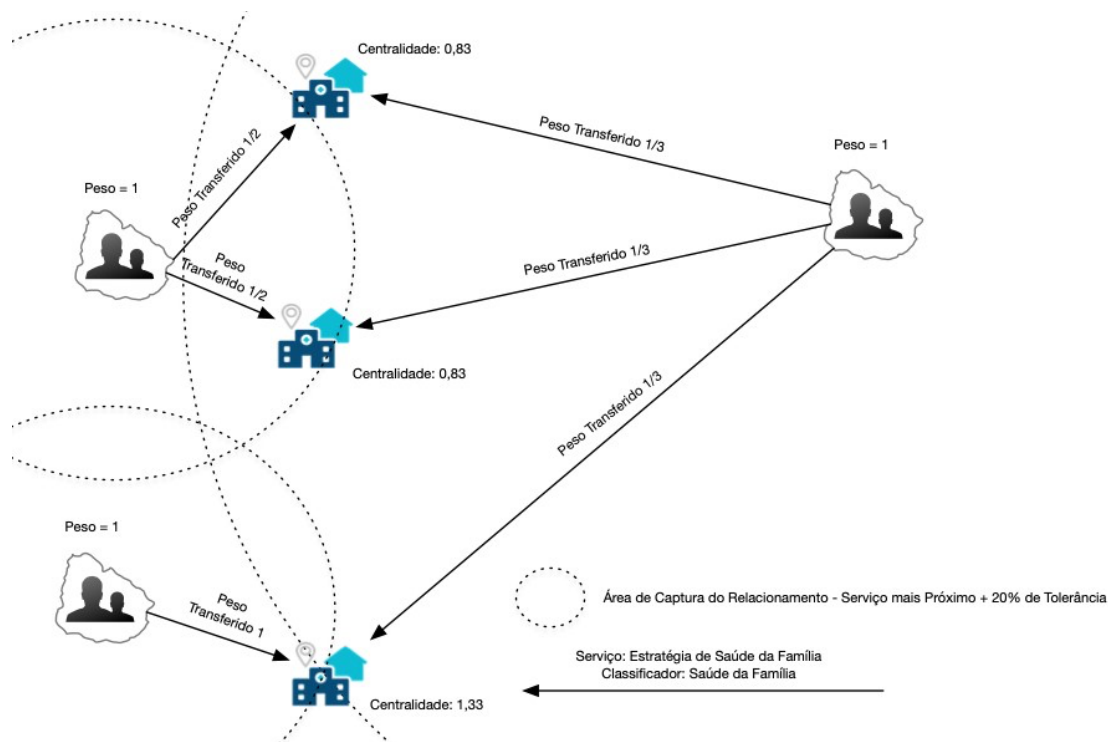 Centralidade: 0,83
Peso Transferido 1/2
Peso Transferido 1/3
Peso = 1
Peso = 1
Peso
Transferido 1/2
Peso Transferido 1/3
Centralidade: 0,83
Peso Transferido 1/3
Peso = 1
Peso
Transferido 1
Área de Captura do Relacionamento - Serviço mais Próximo + 20% de Tolerância
Serviço: Estratégia de Saúde da Família
Classificador: Saúde da Família
Centralidade: 1,33